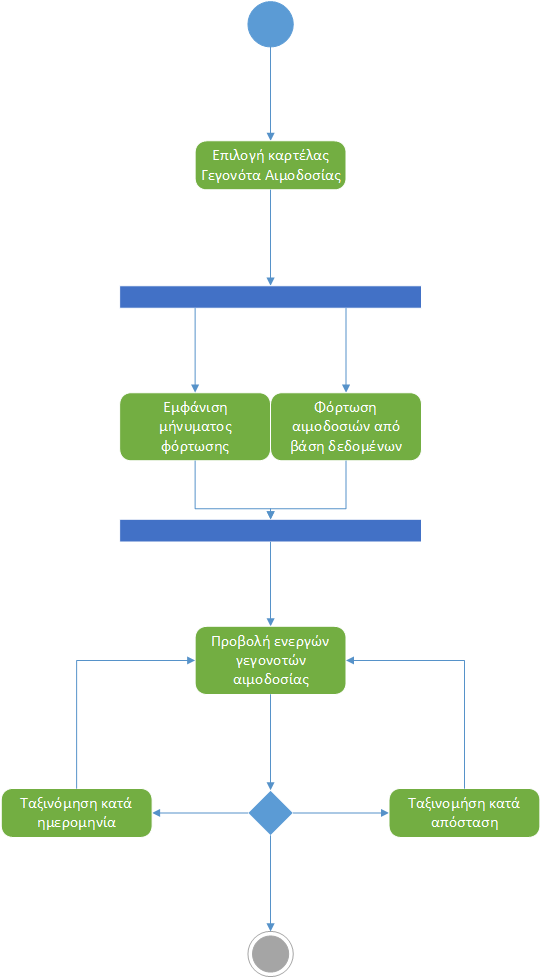 Επιλογή καρτέλας
Γεγονότα Αιμοδοσίας
Εμφάνιση
μήνυματος
φόρτωσης
Φόρτωση
αιμοδοσιών από
βάση δεδομένων
Προβολή ενεργών
γεγονοτών
αιμοδοσίας
Ταξινόμηση κατά
ημερομηνία
Ταξινομήση κατά
απόσταση